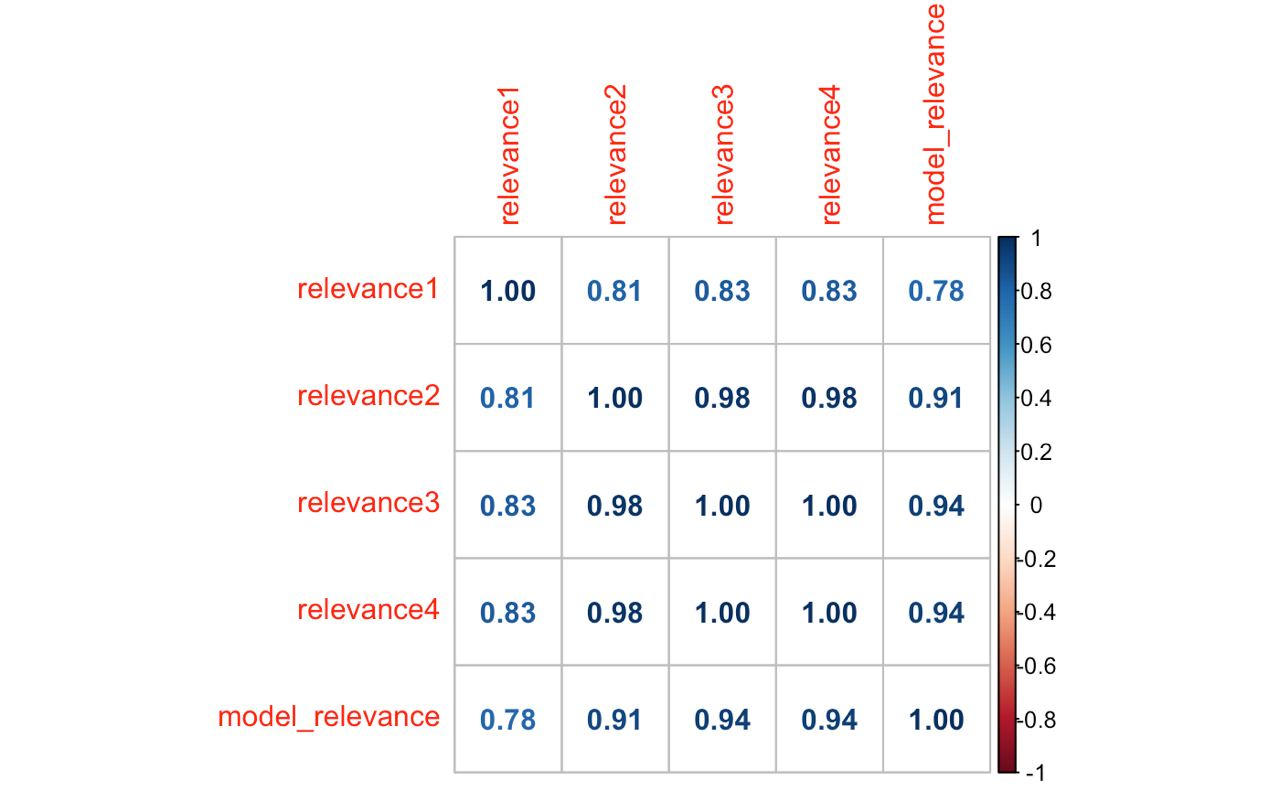 relevance1
relevance2
relevance3
relevance4
model_relevance
relevance1 1.00 0.81 0.83 0.83 0.78
relevance2 0.81 1.00 0.98 0.98 0.91
relevance3 0.83 0.98 1.00 1.00 0.94
relevance4 0.83 0.98 1.00 1.00 0.94
model_relevance 0.78 0.91 0.94 0.94 1.00
1
0.8
0.6
0.4
0.2
0
-0.2
-0.4
-0.6
-0.8
-1